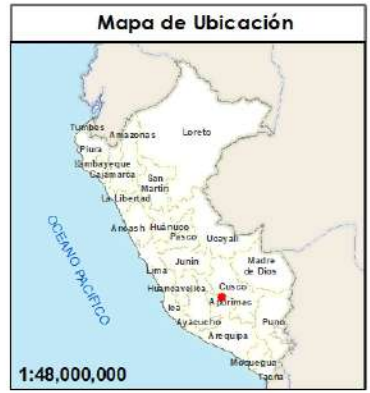 Mapa de Ubicación
Tumbes
Amazonas
Loreto
Piura
Lambayeque
Cajamarca
San
Martin
La Libertad
Ancash
Huánuco
Pasco
Ucayali
OCEANO PACIFICO
Junin
Madre
de Dios
Lima
Huancavelica
Cusco
Apurimac
Ica
Ayacucho
Puno
Arequipa
Moquegua
Tacna
1:48,000,000